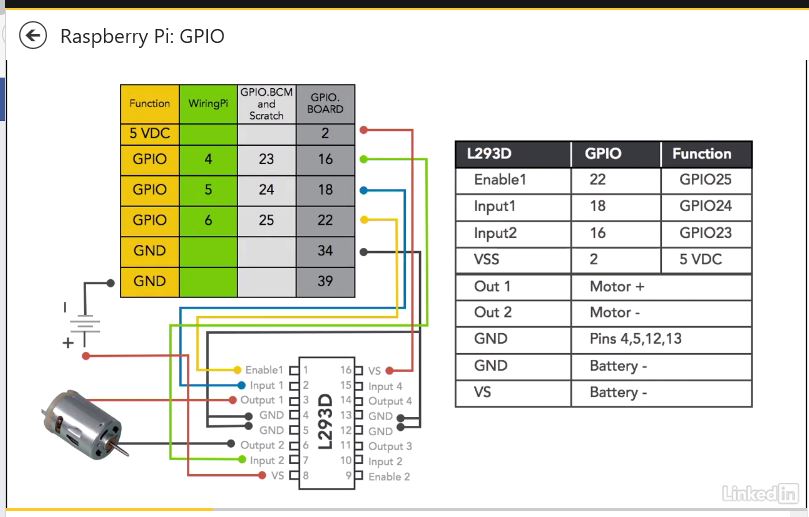 Raspberry Pi: GPIO
Function WiringPi GPIO.BCM and Scratch GPIO. BOARD
5 VDC 2
GPIO 4 23 16
GPIO 5 24 18
GPIO 6 25 22
GND 34
GND 39
L293D GPIO Function
Enable1 22 GPIO25
Input1 18 GPIO24
Input2 16 GPIO23
VSS 2 5 VDC
Out 1 Motor +
Out 2 Motor -
GND Pins 4,5,12,13
GND Battery -
VS Battery -
-
+
L293D
Enable1 1 16 VS
Input 1 2 15 Input 4
Output 1 3 14 Output 4
GND 4 13 GND
GND 5 12 GND
Output 2 6 11 Output 3
Input 2 7 10 Input 2
VS 8 9 Enable 2
Linked in